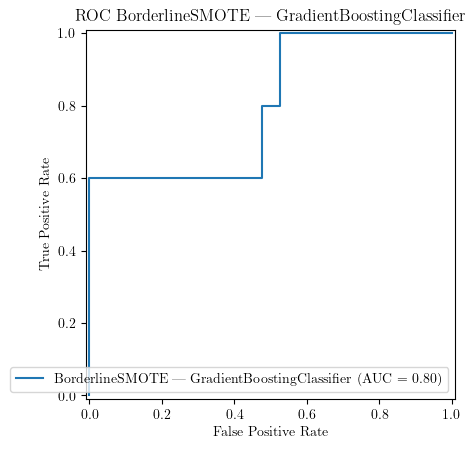 ROC BorderlineSMOTE — GradientBoostingClassifier
1.0
0.8
0.6
0.4
0.2
0.0
True Positive Rate
BorderlineSMOTE — GradientBoostingClassifier (AUC = 0.80)
0.0 0.2 0.4 0.6 0.8 1.0
False Positive Rate